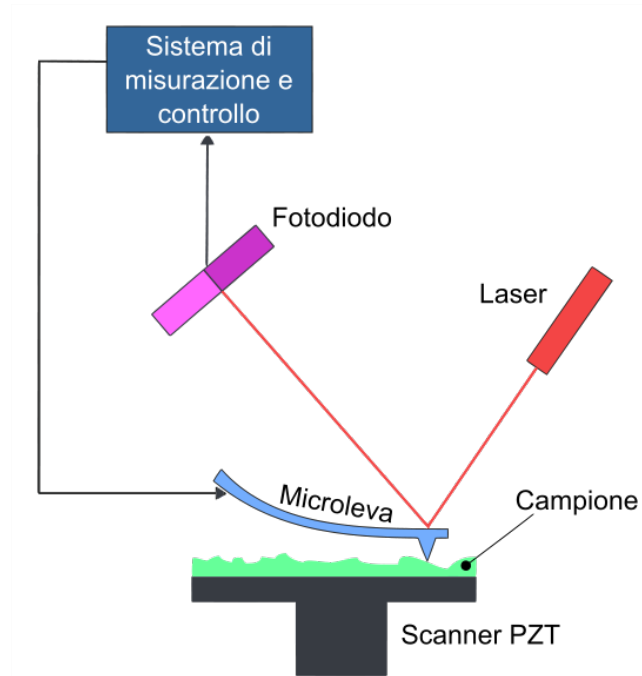 Sistema di
misurazione e
controllo
Fotodiodo
Laser
Microleva
Campione
Scanner PZT